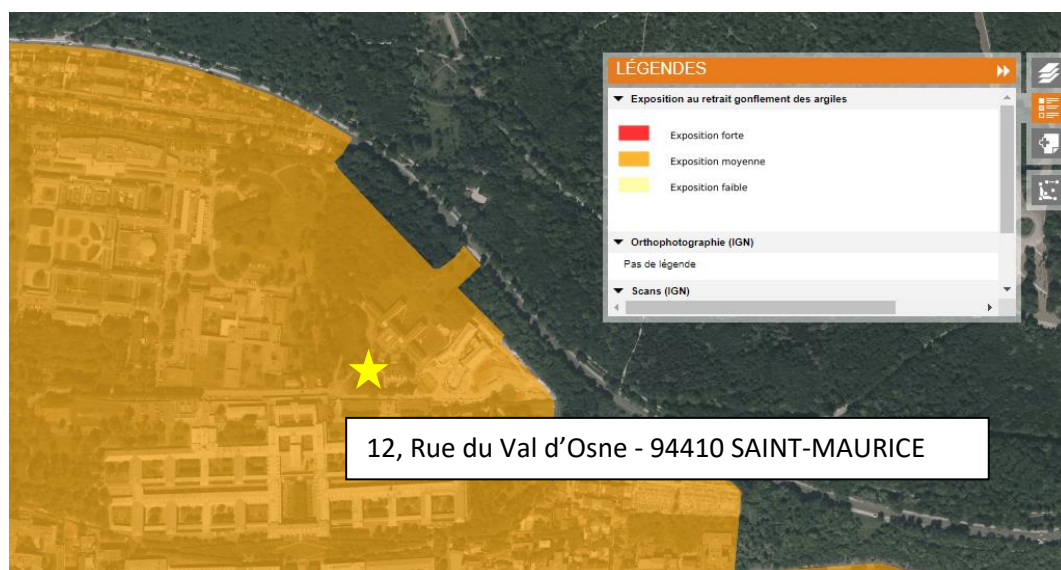 LÉGENDES
Exposition au retrait gonflement des argiles
Exposition forte
Exposition moyenne
Exposition faible
Orthophotographie (IGN)
Pas de légende
Scans (IGN)
12, Rue du Val d’Osne - 94410 SAINT-MAURICE